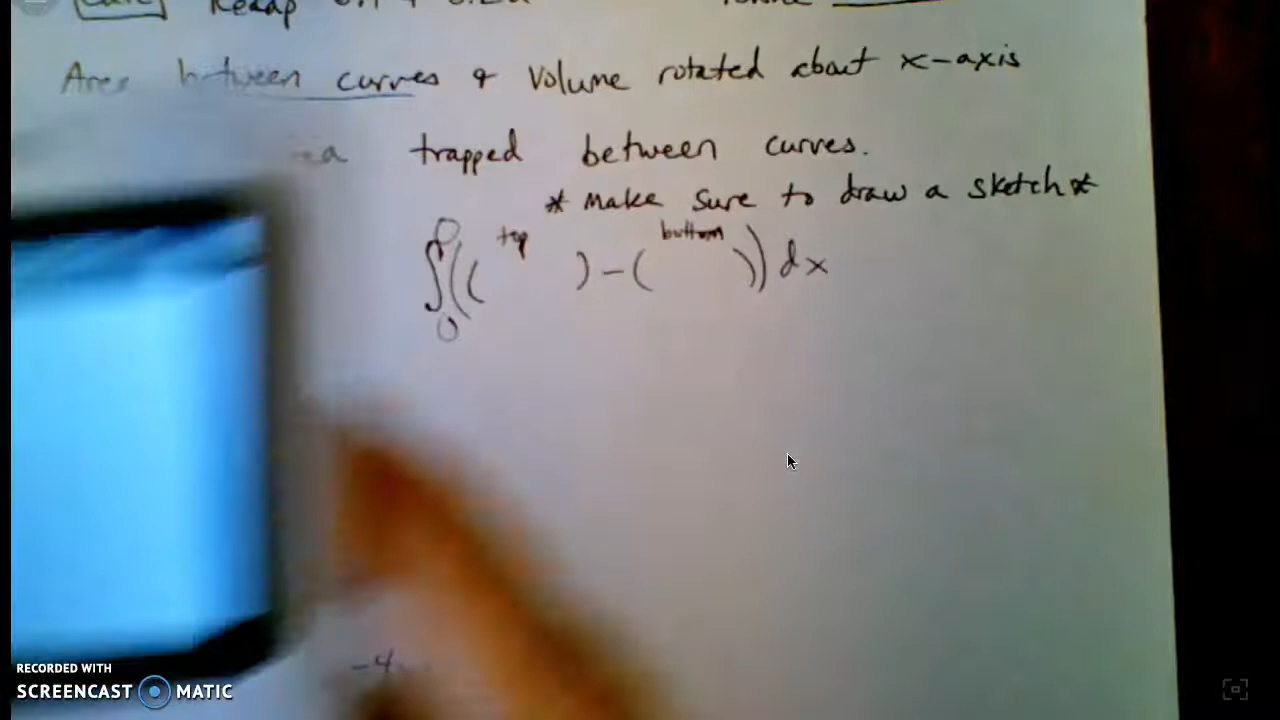 Recap
Area between curves & Volume rotated about x-axis
trapped between curves.
* Make sure to draw a sketch *
top bottom
∫(( ) - ( )) dx
-4
RECORDED WITH
SCREENCAST MATIC